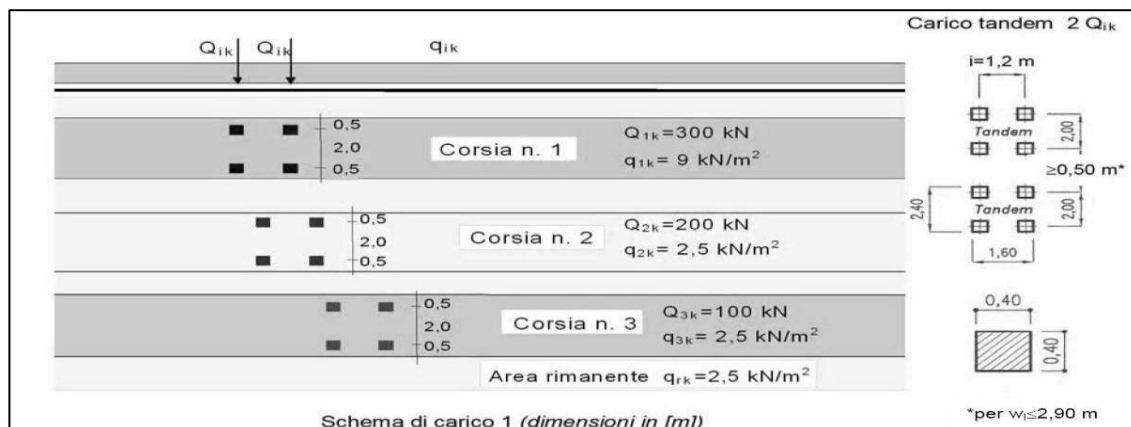 Carico tandem 2 Qik
Qik Qik qik
i=1,2 m
0,5
2,0
0,5
Corsia n. 1
Q1k=300 kN
q1k= 9 kN/m²
Tandem
2,00
≥0,50 m*
0,5
2,0
0,5
Corsia n. 2
Q2k=200 kN
q2k= 2,5 kN/m²
2,40
Tandem
2,00
1,60
0,5
2,0
0,5
Corsia n. 3
Q3k=100 kN
q3k= 2,5 kN/m²
0,40
0,40
Area rimanente qrk=2,5 kN/m²
Schema di carico 1 (dimensioni in [m])
*per wl≤2,90 m